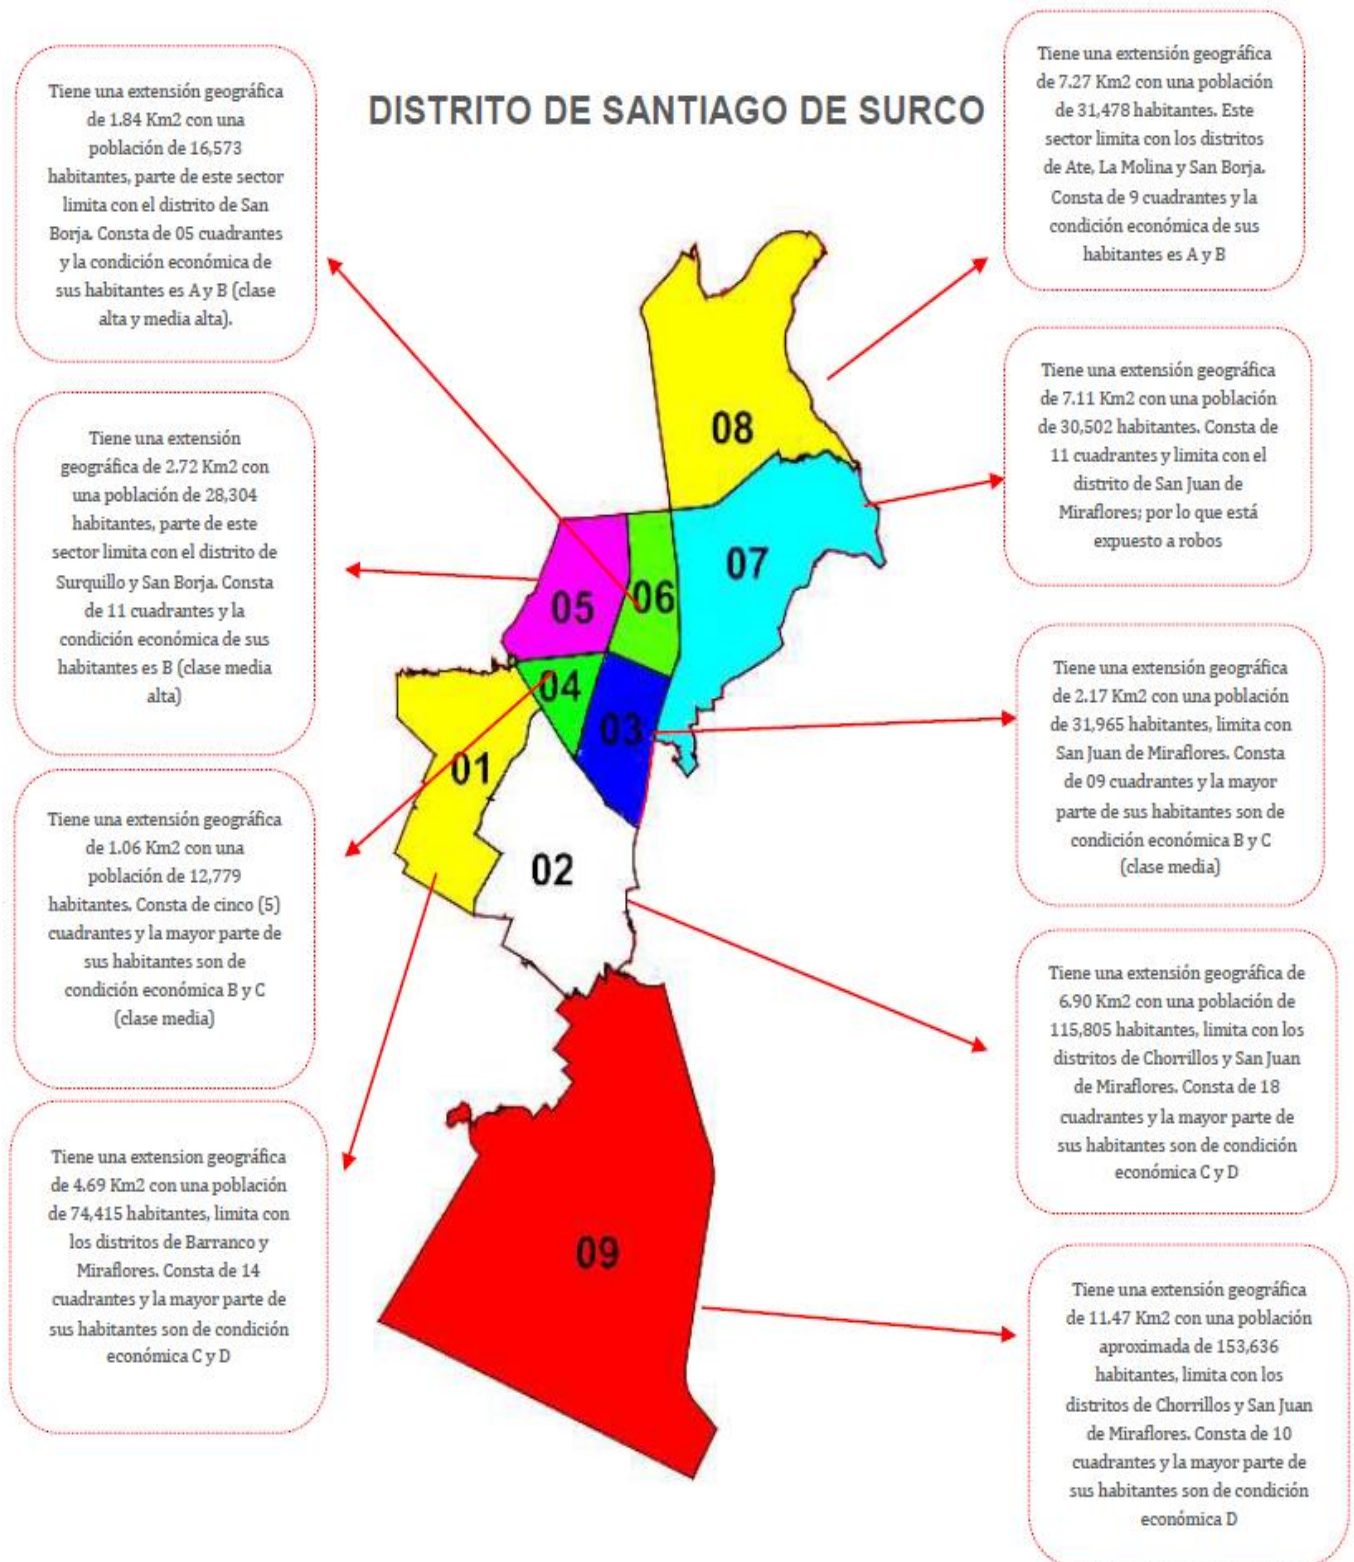 DISTRITO DE SANTIAGO DE SURCO
Tiene una extensión geográfica
de 1.84 Km2 con una
población de 16,573
habitantes, parte de este sector
limita con el distrito de San
Borja. Consta de 05 cuadrantes
y la condición económica de
sus habitantes es A y B (clase
alta y media alta).
Tiene una extensión
geográfica de 2.72 Km2 con
una población de 28,304
habitantes, parte de este
sector limita con el distrito de
Surquillo y San Borja. Consta
de 11 cuadrantes y la
condición económica de sus
habitantes es B (clase media
alta)
Tiene una extensión geográfica
de 1.06 Km2 con una
población de 12,779
habitantes. Consta de cinco (5)
cuadrantes y la mayor parte de
sus habitantes son de
condición económica B y C
(clase media)
Tiene una extension geográfica
de 4.69 Km2 con una población
de 74,415 habitantes, limita con
los distritos de Barranco y
Miraflores. Consta de 14
cuadrantes y la mayor parte de
sus habitantes son de condición
económica C y D
08
07
06
05
04
03
01
02
09
Tiene una extensión geográfica
de 7.27 Km2 con una población
de 31,478 habitantes. Este
sector limita con los distritos
de Ate, La Molina y San Borja.
Consta de 9 cuadrantes y la
condición económica de sus
habitantes es A y B
Tiene una extensión geográfica
de 7.11 Km2 con una población
de 30,502 habitantes. Consta de
11 cuadrantes y limita con el
distrito de San Juan de
Miraflores; por lo que está
expuesto a robos
Tiene una extensión geográfica
de 2.17 Km2 con una población
de 31,965 habitantes, limita con
San Juan de Miraflores. Consta
de 09 cuadrantes y la mayor
parte de sus habitantes son de
condición económica B y C
(clase media)
Tiene una extensión geográfica de
6.90 Km2 con una población de
115,805 habitantes, limita con los
distritos de Chorrillos y San Juan
de Miraflores. Consta de 18
cuadrantes y la mayor parte de
sus habitantes son de condición
económica C y D
Tiene una extensión geográfica
de 11.47 Km2 con una población
aproximada de 153,636
habitantes, limita con los
distritos de Chorrillos y San Juan
de Miraflores. Consta de 10
cuadrantes y la mayor parte de
sus habitantes son de condición
económica D